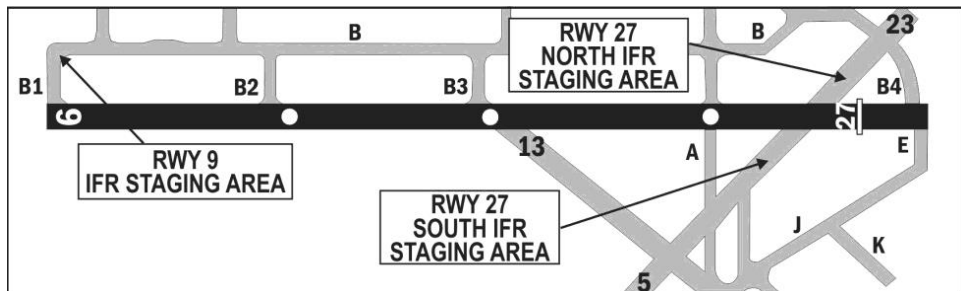 B
RWY 27
NORTH IFR
STAGING AREA
B
23
B1
B2
B3
B4
9
27
RWY 9
IFR STAGING AREA
13
A
E
RWY 27
SOUTH IFR
STAGING AREA
J
K
5